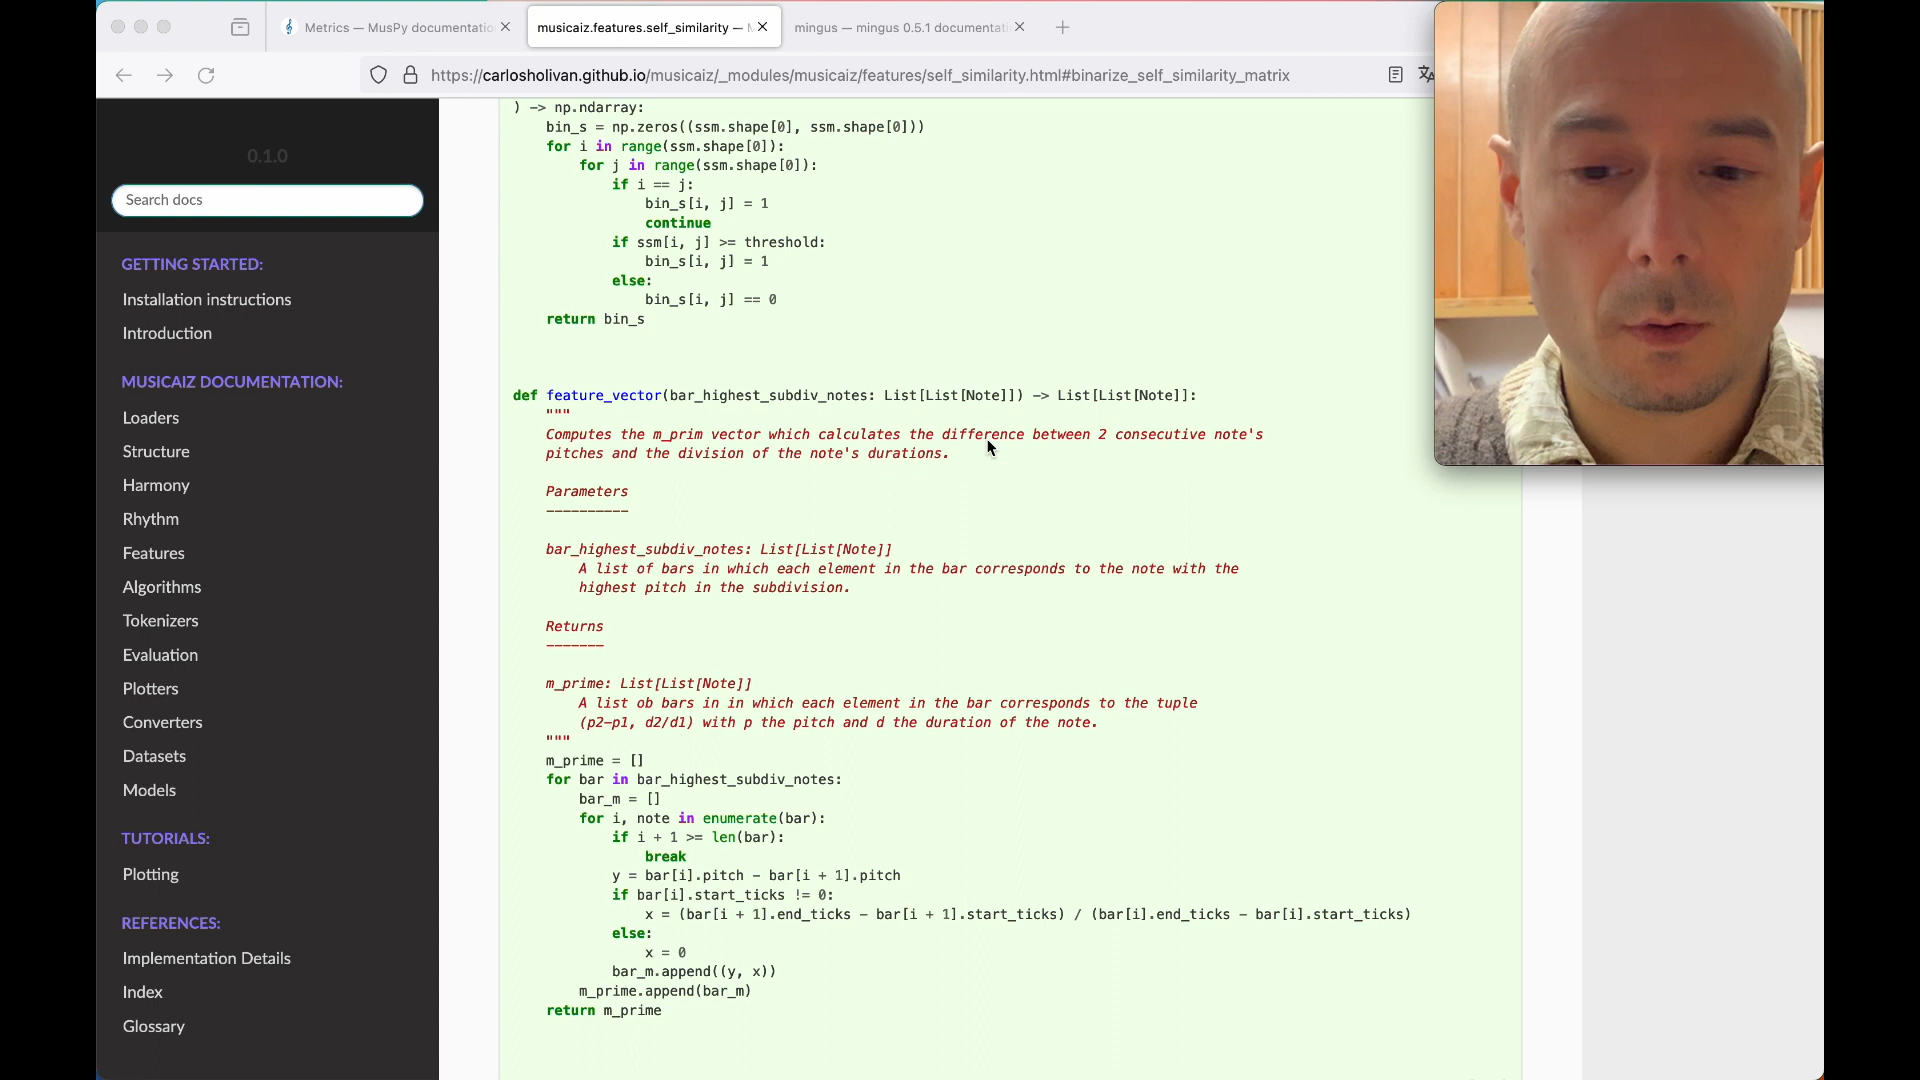 Metrics — MusPy documentatio
musicaiz.features.self_similarity —
mingus — mingus 0.5.1 documentati
https://carlosholivan.github.io/musicaiz/_modules/musicaiz/features/self_similarity.html#binarize_self_similarity_matrix
0.1.0
Search docs
GETTING STARTED:
Installation instructions
Introduction
MUSICAIZ DOCUMENTATION:
Loaders
Structure
Harmony
Rhythm
Features
Algorithms
Tokenizers
Evaluation
Plotters
Converters
Datasets
Models
TUTORIALS:
Plotting
REFERENCES:
Implementation Details
Index
Glossary
) -> np.ndarray:
bin_s = np.zeros((ssm.shape[0], ssm.shape[0]))
for i in range(ssm.shape[0]):
for j in range(ssm.shape[0]):
if i == j:
bin_s[i, j] = 1
continue
if ssm[i, j] >= threshold:
bin_s[i, j] = 1
else:
bin_s[i, j] == 0
return bin_s
def feature_vector(bar_highest_subdiv_notes: List[List[Note]]) -> List[List[Note]]:
"""
Computes the m_prim vector which calculates the difference between 2 consecutive note's
pitches and the division of the note's durations.
Parameters
----------
bar_highest_subdiv_notes: List[List[Note]]
A list of bars in which each element in the bar corresponds to the note with the
highest pitch in the subdivision.
Returns
-------
m_prime: List[List[Note]]
A list ob bars in in which each element in the bar corresponds to the tuple
(p2-p1, d2/d1) with p the pitch and d the duration of the note.
"""
m_prime = []
for bar in bar_highest_subdiv_notes:
bar_m = []
for i, note in enumerate(bar):
if i + 1 >= len(bar):
break
y = bar[i].pitch - bar[i + 1].pitch
if bar[i].start_ticks != 0:
x = (bar[i + 1].end_ticks - bar[i + 1].start_ticks) / (bar[i].end_ticks - bar[i].start_ticks)
else:
x = 0
bar_m.append((y, x))
m_prime.append(bar_m)
return m_prime